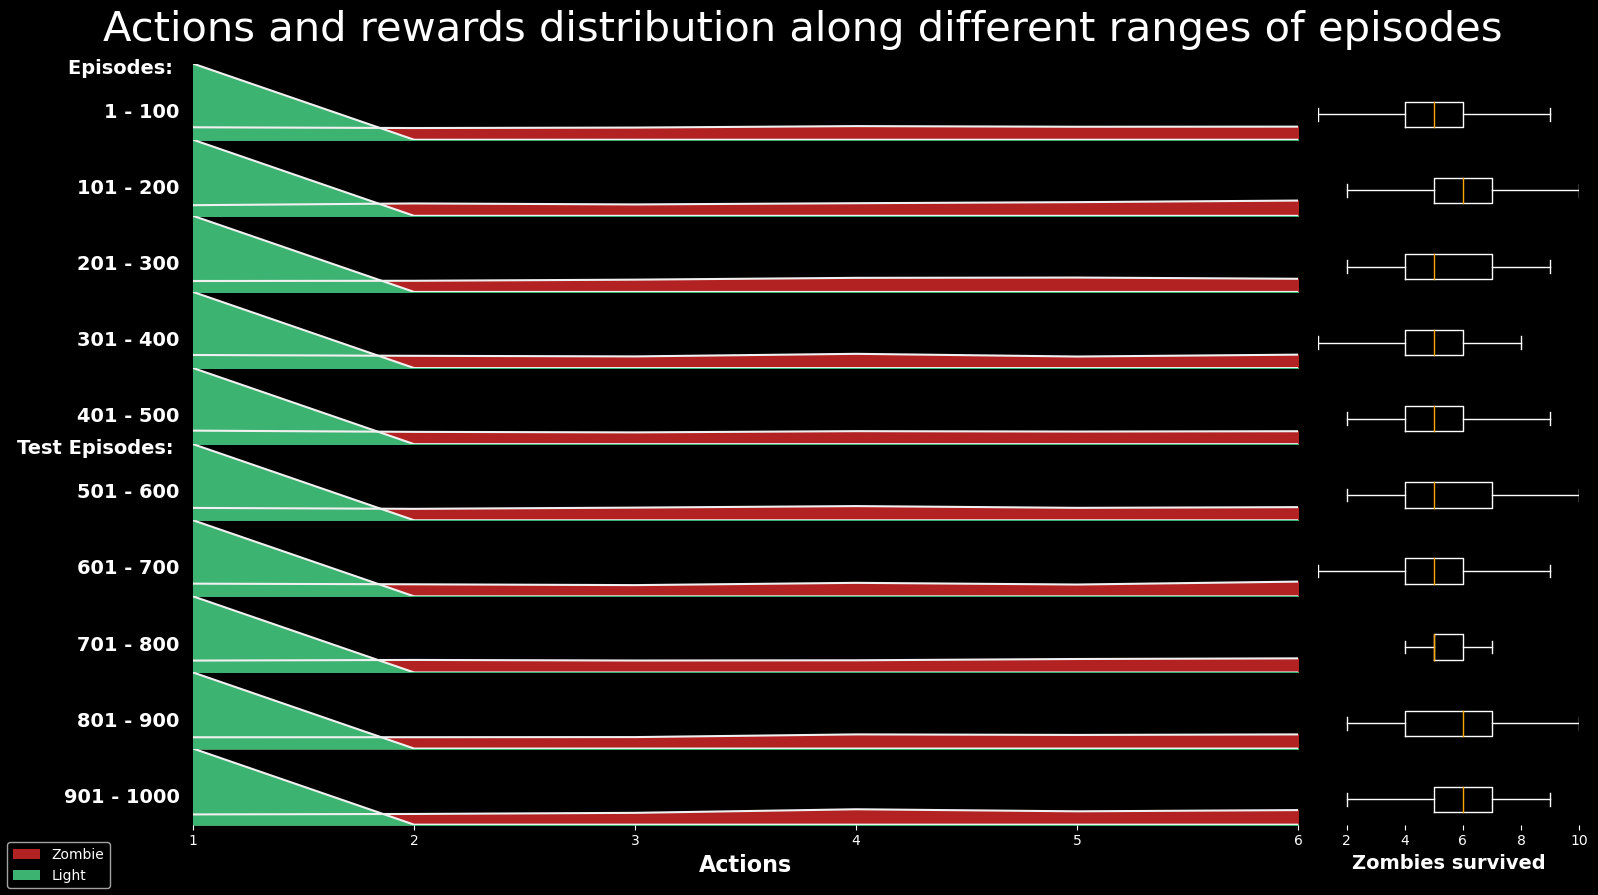 Actions and rewards distribution along different ranges of episodes
Episodes:
1 - 100
101 - 200
201 - 300
301 - 400
401 - 500
Test Episodes:
501 - 600
601 - 700
701 - 800
801 - 900
901 - 1000
1 2 3 4 5 6
2 4 6 8 10
Actions
Zombies survived
Zombie
Light